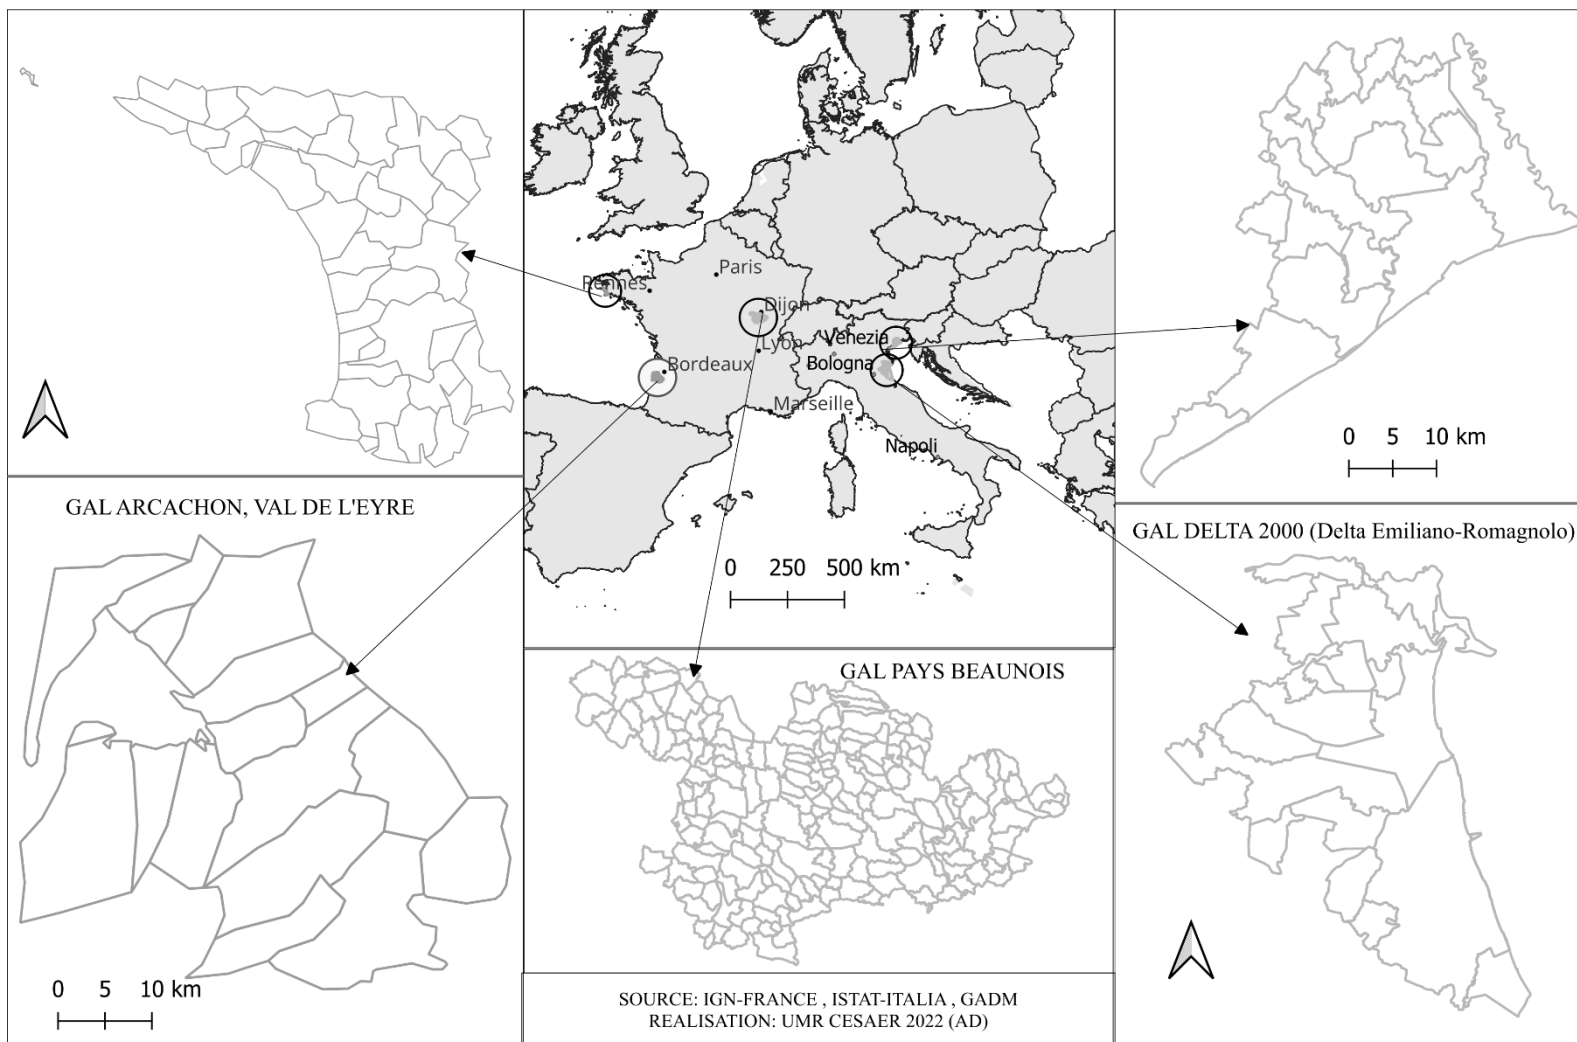 Paris
Rennes
Dijon
Lyon
Venezia
Bologna
Bordeaux
Marseille
Napoli
0 250 500 km
0 5 10 km
GAL ARCACHON, VAL DE L'EYRE
0 5 10 km
GAL PAYS BEAUNOIS
GAL DELTA 2000 (Delta Emiliano-Romagnolo)
SOURCE: IGN-FRANCE , ISTAT-ITALIA , GADM
REALISATION: UMR CESAER 2022 (AD)